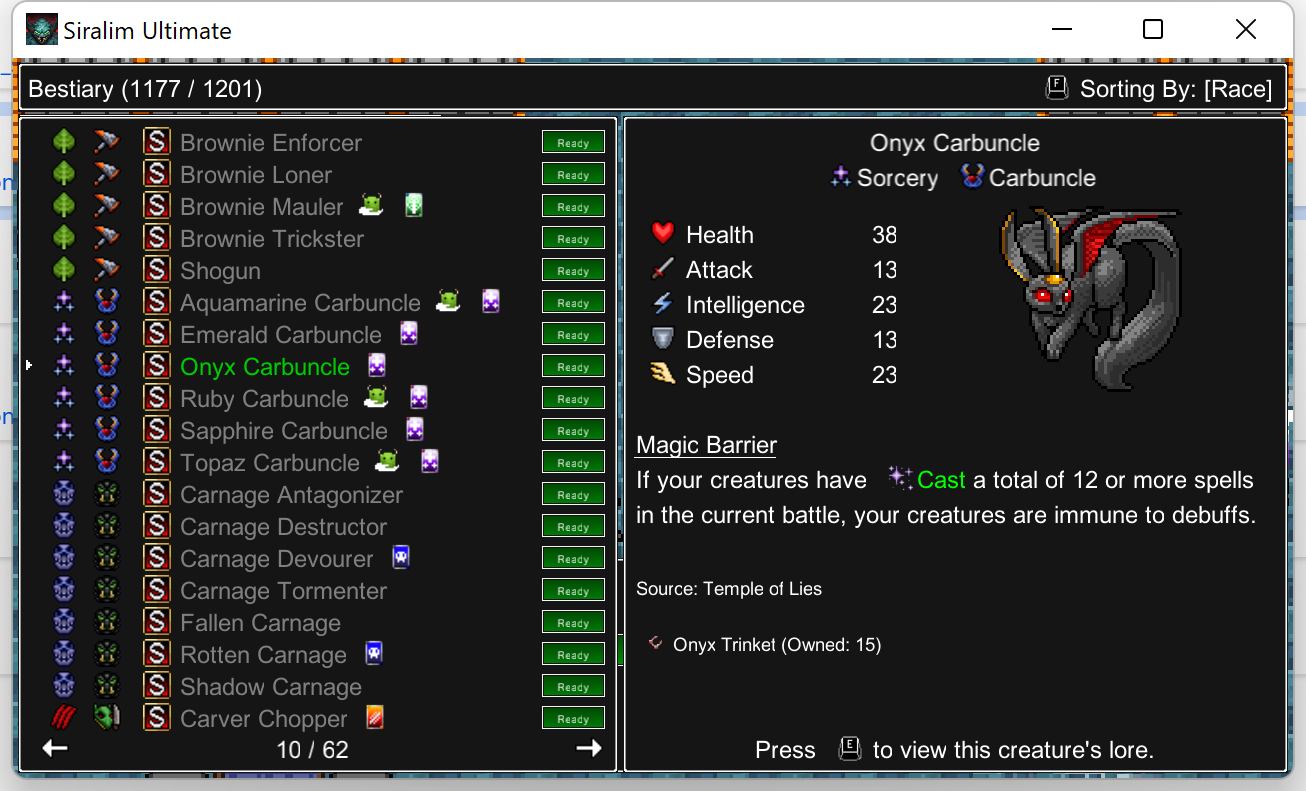 Siralim Ultimate
Bestiary (1177 / 1201)
F Sorting By: [Race]
S Brownie Enforcer Ready
S Brownie Loner Ready
S Brownie Mauler Ready
S Brownie Trickster Ready
S Shogun Ready
S Aquamarine Carbuncle Ready
S Emerald Carbuncle Ready
S Onyx Carbuncle Ready
S Ruby Carbuncle Ready
S Sapphire Carbuncle Ready
S Topaz Carbuncle Ready
S Carnage Antagonizer Ready
S Carnage Destructor Ready
S Carnage Devourer Ready
S Carnage Tormenter Ready
S Fallen Carnage Ready
S Rotten Carnage Ready
S Shadow Carnage Ready
S Carver Chopper Ready
10 / 62
Onyx Carbuncle
Sorcery Carbuncle
Health 38
Attack 13
Intelligence 23
Defense 13
Speed 23
Magic Barrier
If your creatures have Cast a total of 12 or more spells
in the current battle, your creatures are immune to debuffs.
Source: Temple of Lies
Onyx Trinket (Owned: 15)
Press E to view this creature's lore.